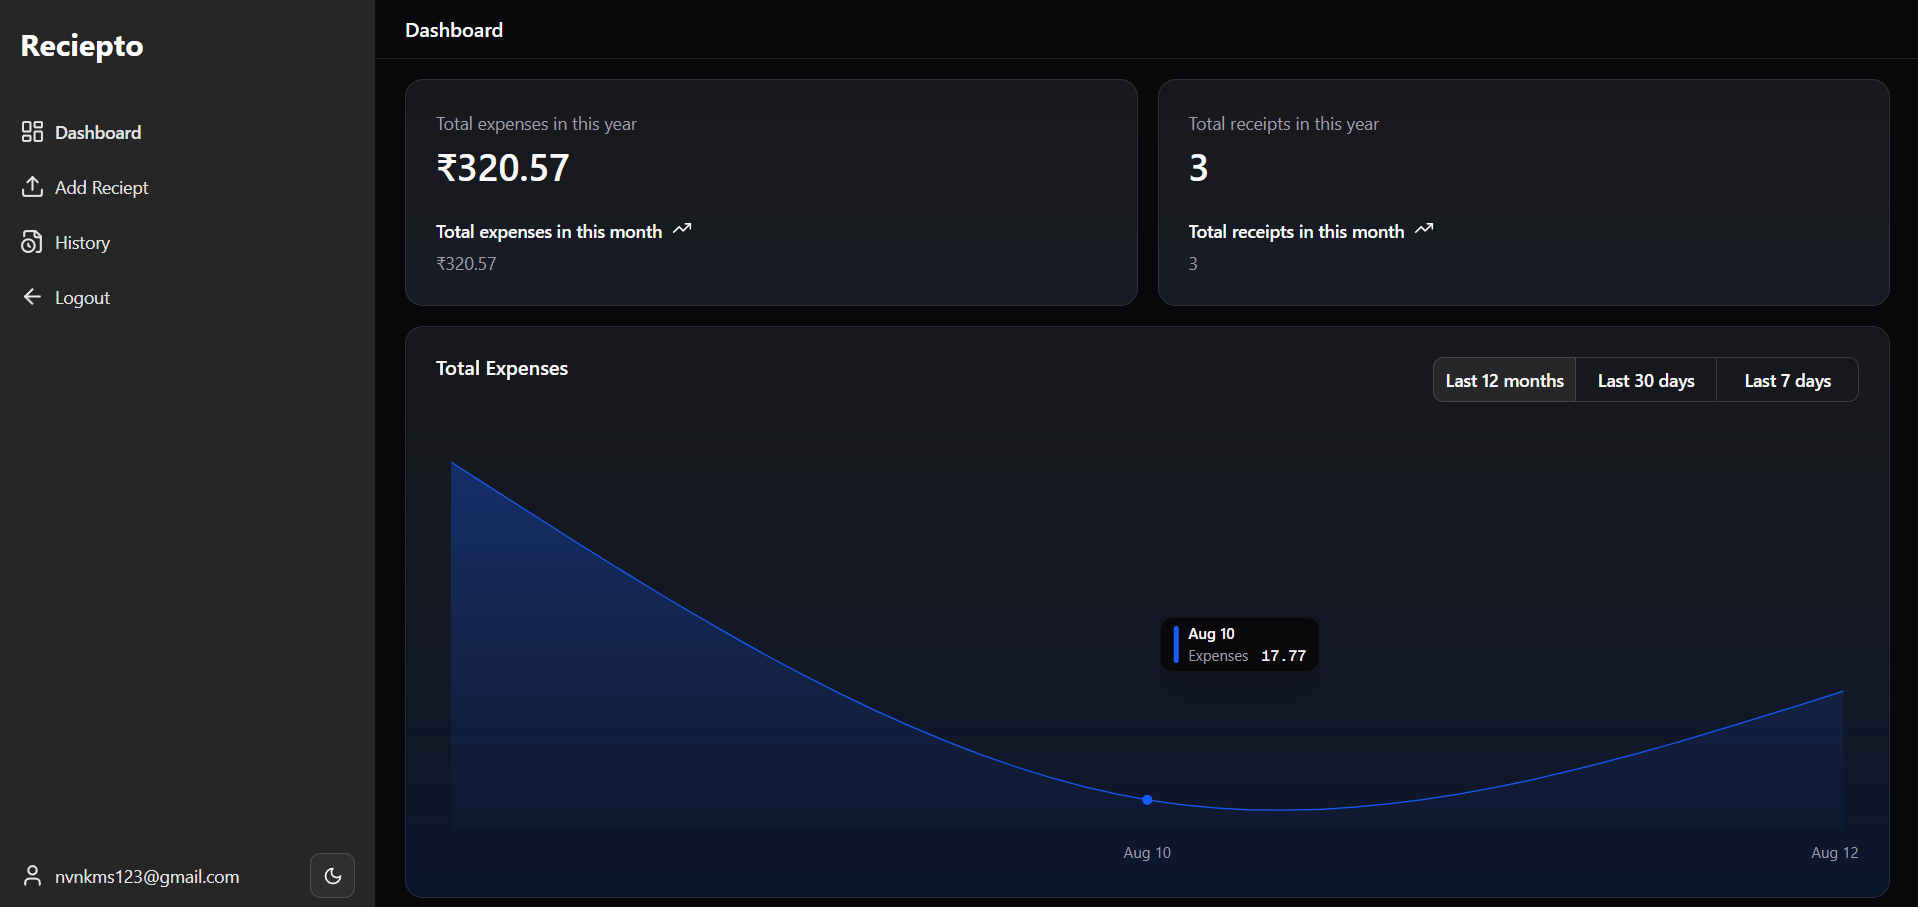 Reciepto
Dashboard
Add Reciept
History
Logout
nvnkms123@gmail.com
Dashboard
Total expenses in this year
₹320.57
Total expenses in this month
₹320.57
Total receipts in this year
3
Total receipts in this month
3
Total Expenses
Last 12 months
Last 30 days
Last 7 days
Aug 10
Expenses 17.77
Aug 10
Aug 12